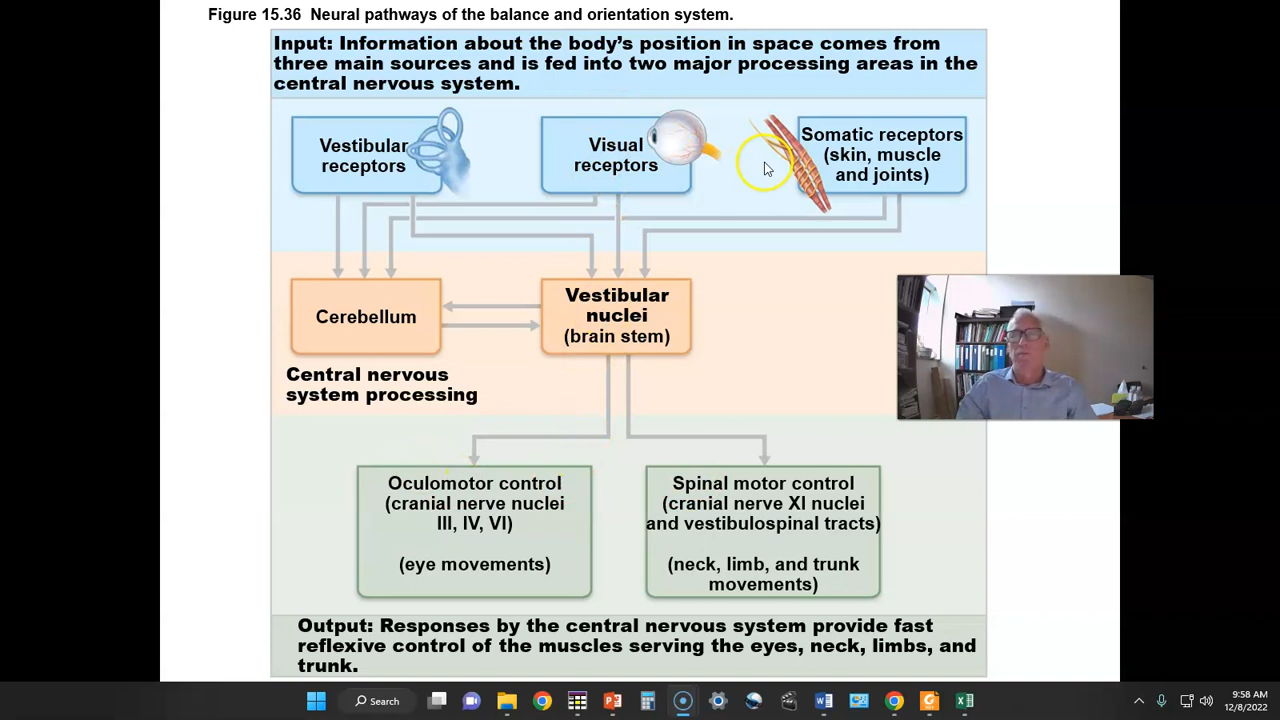 Figure 15.36 Neural pathways of the balance and orientation system.
Input: Information about the body's position in space comes from
three main sources and is fed into two major processing areas in the
central nervous system.
Vestibular
receptors
Visual
receptors
Somatic receptors
(skin, muscle
and joints)
Cerebellum
Vestibular
nuclei
(brain stem)
Central nervous
system processing
Oculomotor control
(cranial nerve nuclei
III, IV, VI)
(eye movements)
Spinal motor control
(cranial nerve XI nuclei
and vestibulospinal tracts)
(neck, limb, and trunk
movements)
Output: Responses by the central nervous system provide fast
reflexive control of the muscles serving the eyes, neck, limbs, and
trunk.
Search
9:58 AM
12/8/2022